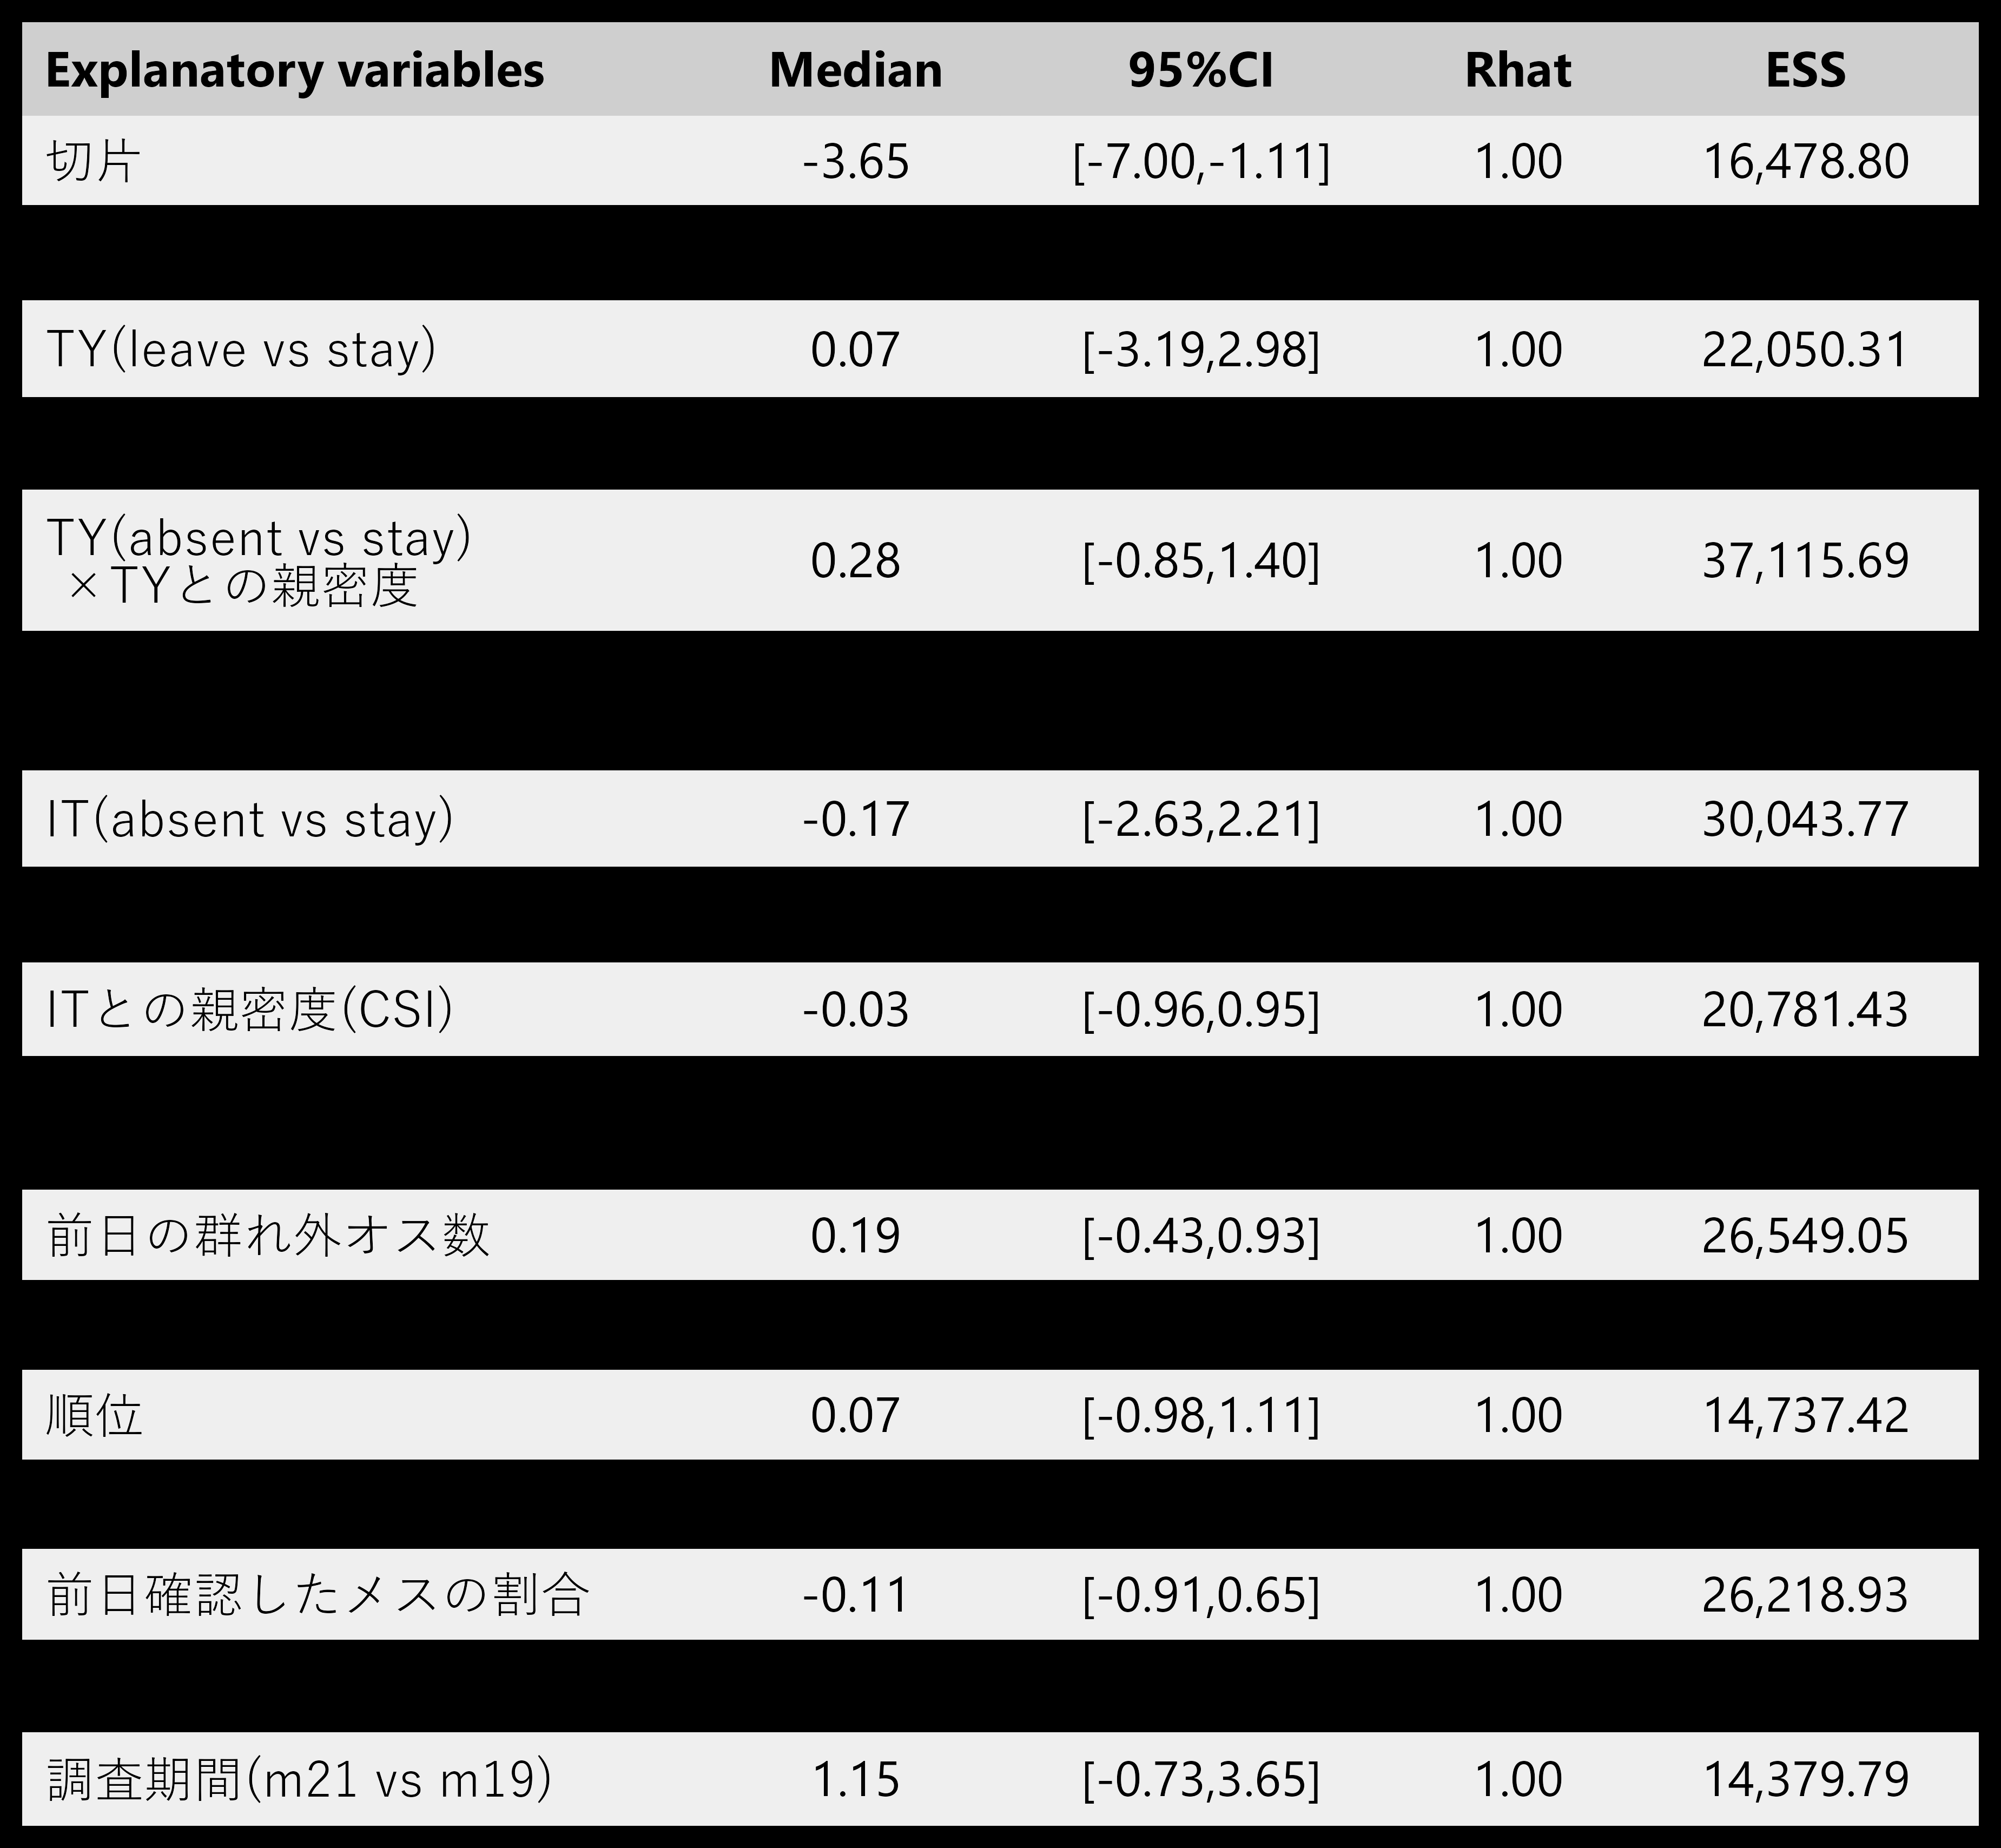 Explanatory variables Median 95%CI Rhat ESS
切片 -3.65 [-7.00,-1.11] 1.00 16,478.80
TY(leave vs stay) 0.07 [-3.19,2.98] 1.00 22,050.31
TY(absent vs stay)
×TYとの親密度 0.28 [-0.85,1.40] 1.00 37,115.69
IT(absent vs stay) -0.17 [-2.63,2.21] 1.00 30,043.77
ITとの親密度(CSI) -0.03 [-0.96,0.95] 1.00 20,781.43
前日の群れ外オス数 0.19 [-0.43,0.93] 1.00 26,549.05
順位 0.07 [-0.98,1.11] 1.00 14,737.42
前日確認したメスの割合 -0.11 [-0.91,0.65] 1.00 26,218.93
調査期間(m21 vs m19) 1.15 [-0.73,3.65] 1.00 14,379.79